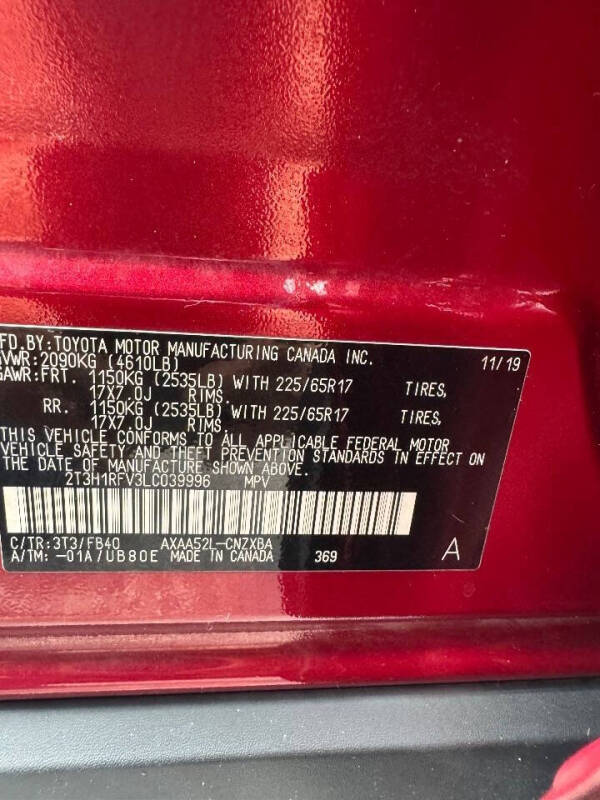 FD.BY:TOYOTA MOTOR MANUFACTURING CANADA INC. 11/19
GVWR:2090KG (4610LB)
GAWR:FRT. 1150KG (2535LB) WITH 225/65R17 TIRES,
17X7.0J RIMS.
RR. 1150KG (2535LB) WITH 225/65R17 TIRES,
17X7.0J RIMS.
THIS VEHICLE CONFORMS TO ALL APPLICABLE FEDERAL MOTOR
VEHICLE SAFETY AND THEFT PREVENTION STANDARDS IN EFFECT ON
THE DATE OF MANUFACTURE SHOWN ABOVE.
2T3H1RFV3LC039996 MPV
C/TR:3T3/FB40 AXAA52L-CNZXBA
A/TM:-01A/UB80E MADE IN CANADA 369 A